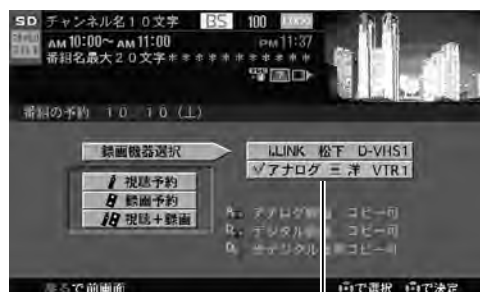 SD チャンネル名10文字 BS 100 LOGO
AM 10:00~AM 11:00 PM 11:37
番組名最大20文字********
番組の予約 10 10 (土)
録画機器選択
i.LINK 松下 D-VHS1
✓アナログ 三洋 VTR1
視聴予約
録画予約
視聴+録画
アナログ コピー可
デジタル コピー可
コピー可
戻るで前画面 で選択 で決定